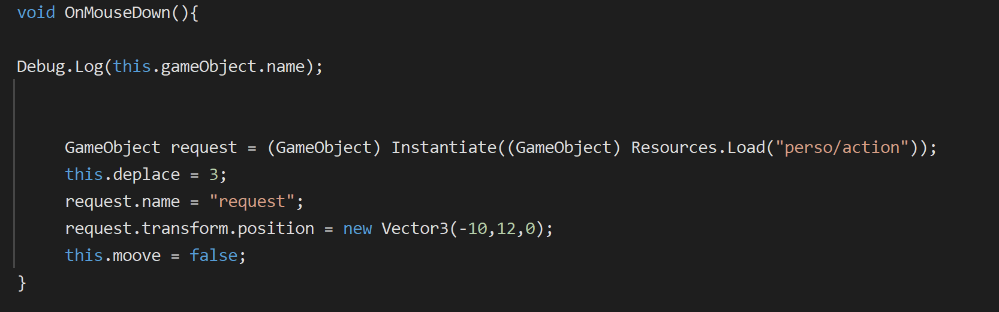 void OnMouseDown(){
Debug.Log(this.gameObject.name);
GameObject request = (GameObject) Instantiate((GameObject) Resources.Load("perso/action"));
this.deplace = 3;
request.name = "request";
request.transform.position = new Vector3(-10,12,0);
this.moove = false;
}